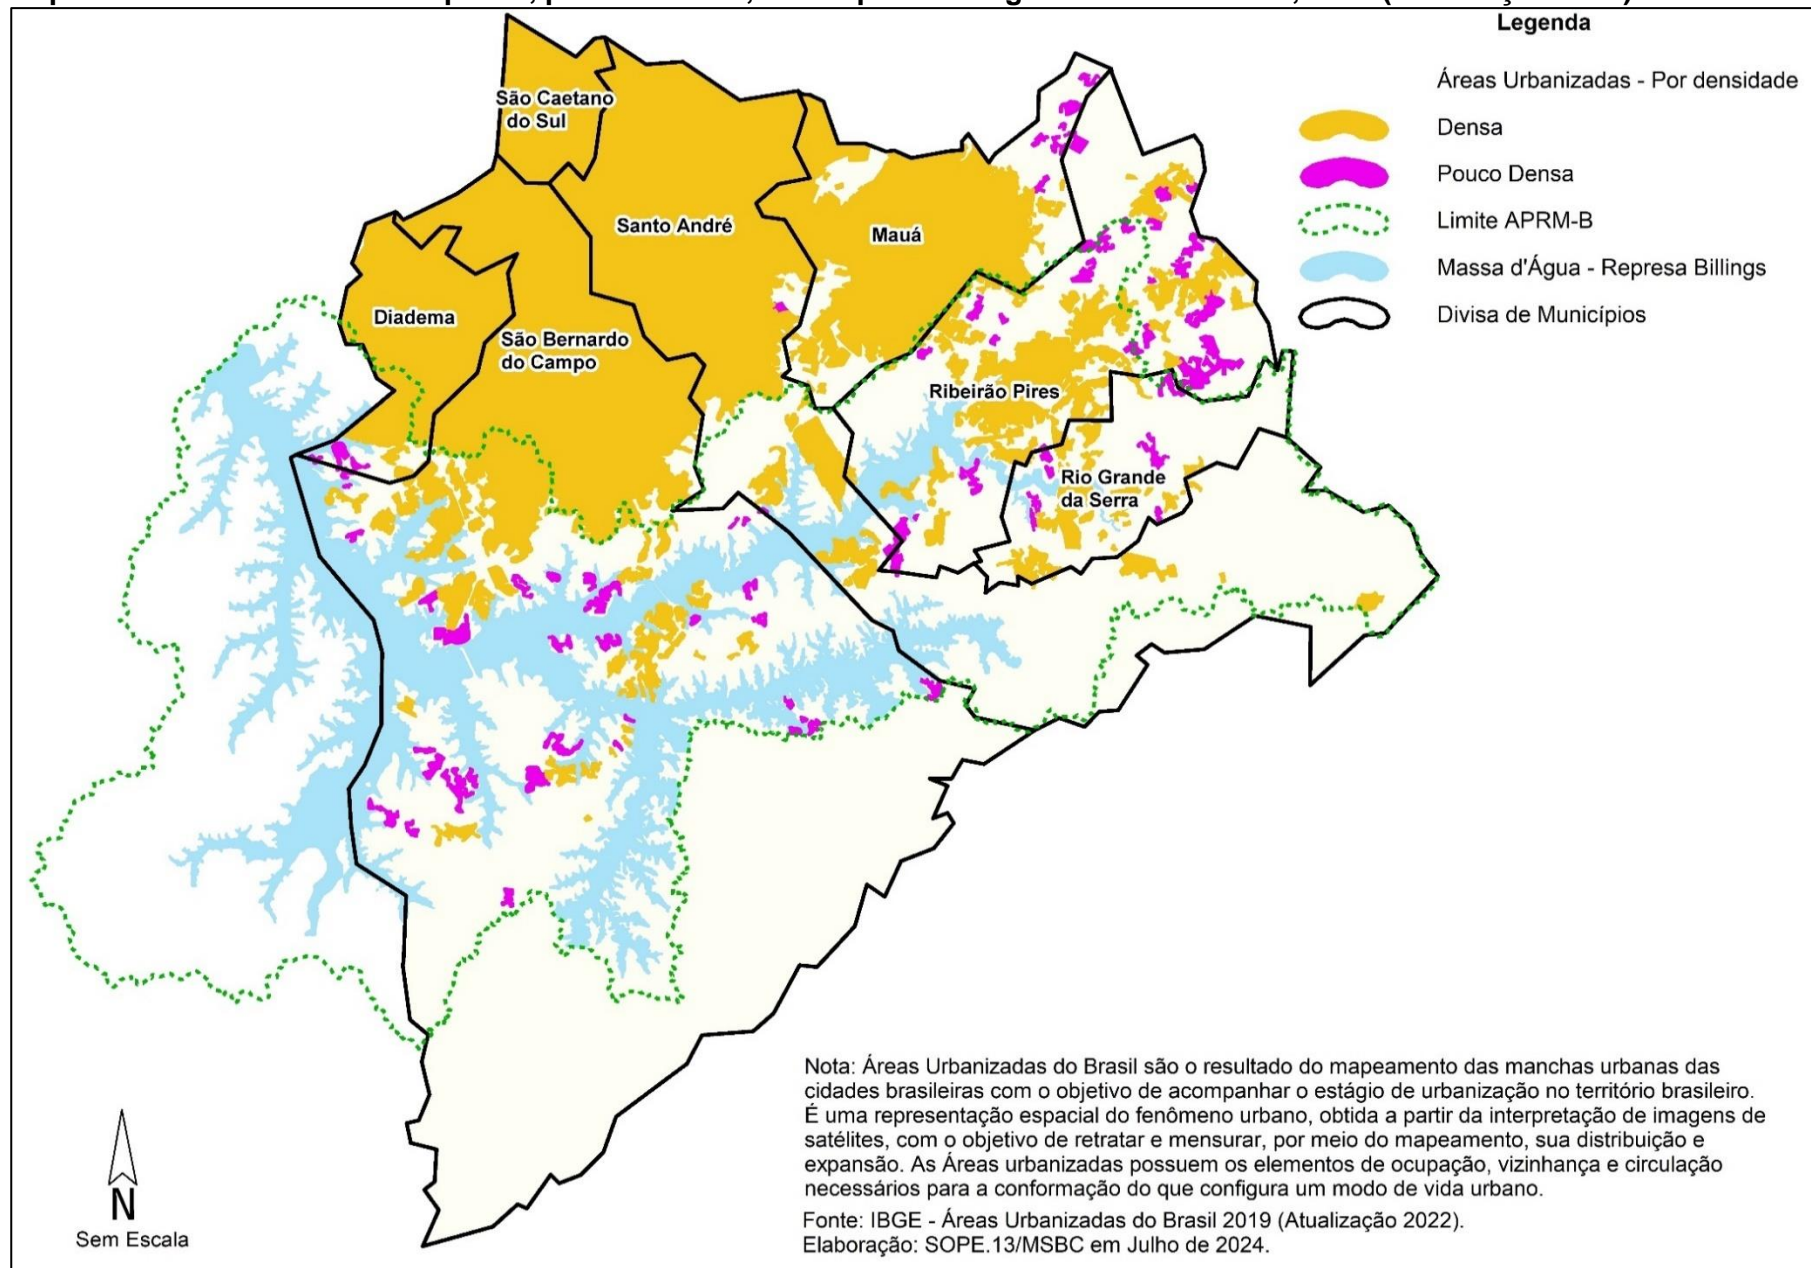 Legenda
Áreas Urbanizadas - Por densidade
Densa
Pouco Densa
Limite APRM-B
Massa d'Água - Represa Billings
Divisa de Municípios
São Caetano
do Sul
Santo André
Mauá
Diadema
São Bernardo
do Campo
Ribeirão Pires
Rio Grande
da Serra
Nota: Áreas Urbanizadas do Brasil são o resultado do mapeamento das manchas urbanas das
cidades brasileiras com o objetivo de acompanhar o estágio de urbanização no território brasileiro.
É uma representação espacial do fenômeno urbano, obtida a partir da interpretação de imagens de
satélites, com o objetivo de retratar e mensurar, por meio do mapeamento, sua distribuição e
expansão. As Áreas urbanizadas possuem os elementos de ocupação, vizinhança e circulação
necessários para a conformação do que configura um modo de vida urbano.
Fonte: IBGE - Áreas Urbanizadas do Brasil 2019 (Atualização 2022).
Elaboração: SOPE.13/MSBC em Julho de 2024.
N
Sem Escala